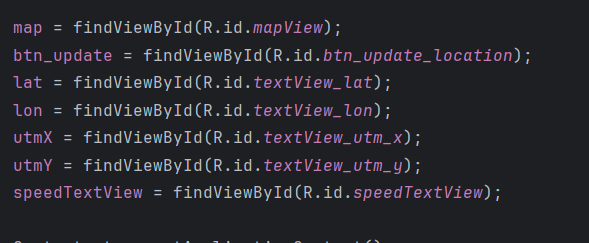 map = findViewById(R.id.mapView);
btn_update = findViewById(R.id.btn_update_location);
lat = findViewById(R.id.textView_lat);
lon = findViewById(R.id.textView_lon);
utmX = findViewById(R.id.textView_utm_x);
utmY = findViewById(R.id.textView_utm_y);
speedTextView = findViewById(R.id.speedTextView);